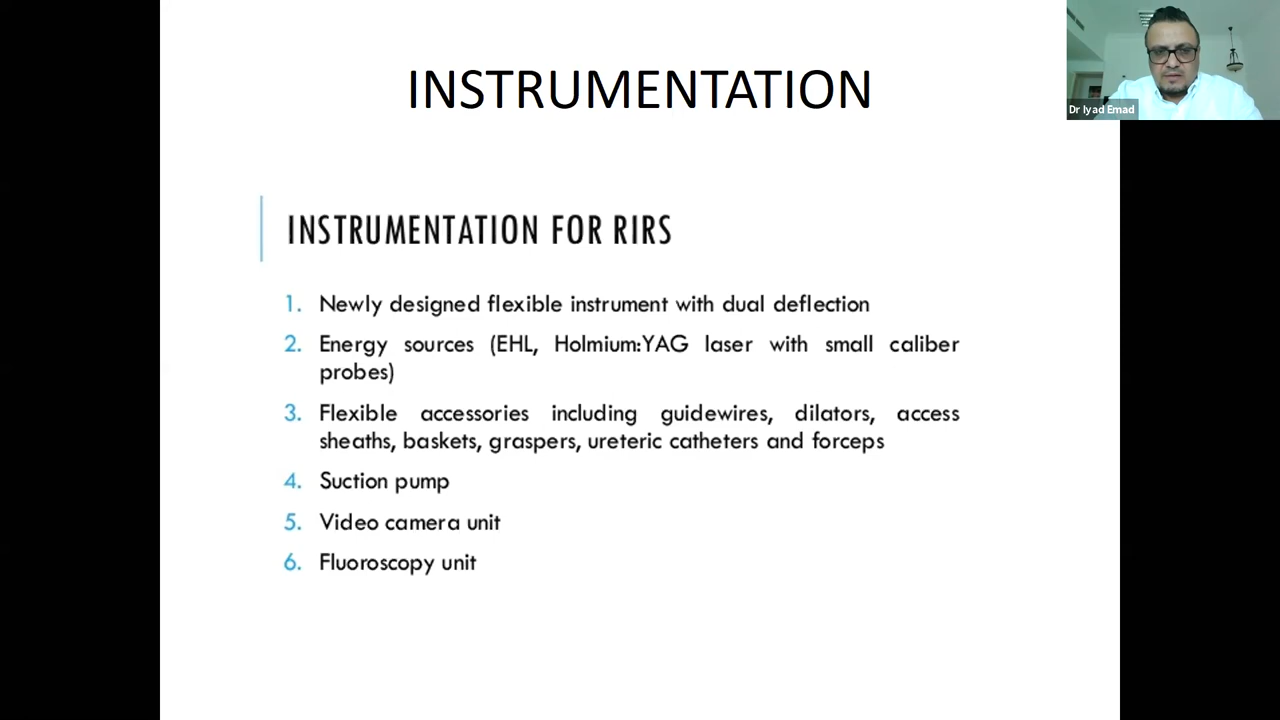 INSTRUMENTATION
Dr Iyad Emad
INSTRUMENTATION FOR RIRS
1. Newly designed flexible instrument with dual deflection
2. Energy sources (EHL, Holmium:YAG laser with small caliber
probes)
3. Flexible accessories including guidewires, dilators, access
sheaths, baskets, graspers, ureteric catheters and forceps
4. Suction pump
5. Video camera unit
6. Fluoroscopy unit